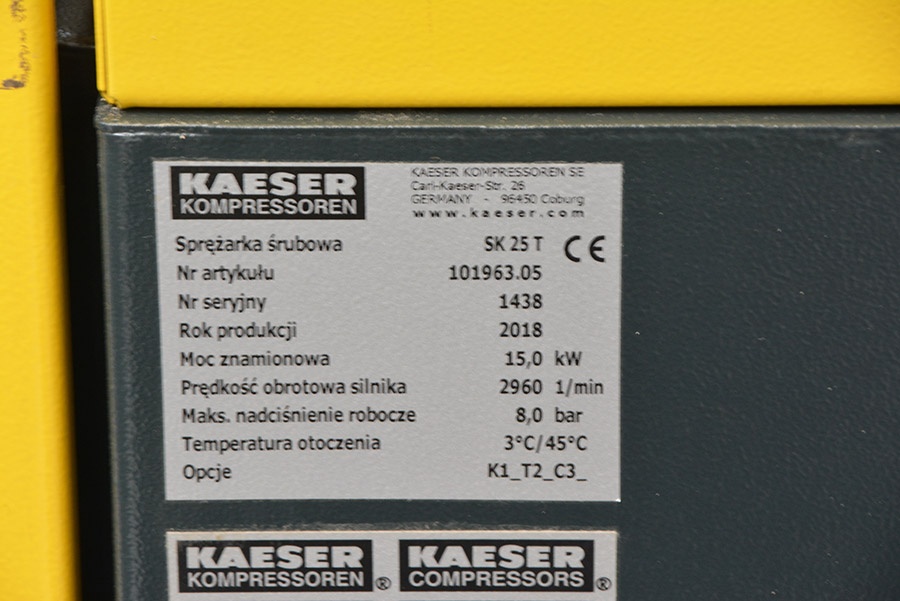 KAESER
KOMPRESSOREN
KAESER KOMPRESSOREN SE
Carl-Kaeser-Str. 26
GERMANY - 96450 Coburg
www.kaeser.com
Sprężarka śrubowa SK 25 T CE
Nr artykułu 101963.05
Nr seryjny 1438
Rok produkcji 2018
Moc znamionowa 15,0 kW
Prędkość obrotowa silnika 2960 1/min
Maks. nadciśnienie robocze 8,0 bar
Temperatura otoczenia 3°C/45°C
Opcje K1_T2_C3_
KAESER KAESER
KOMPRESSOREN® COMPRESSORS®